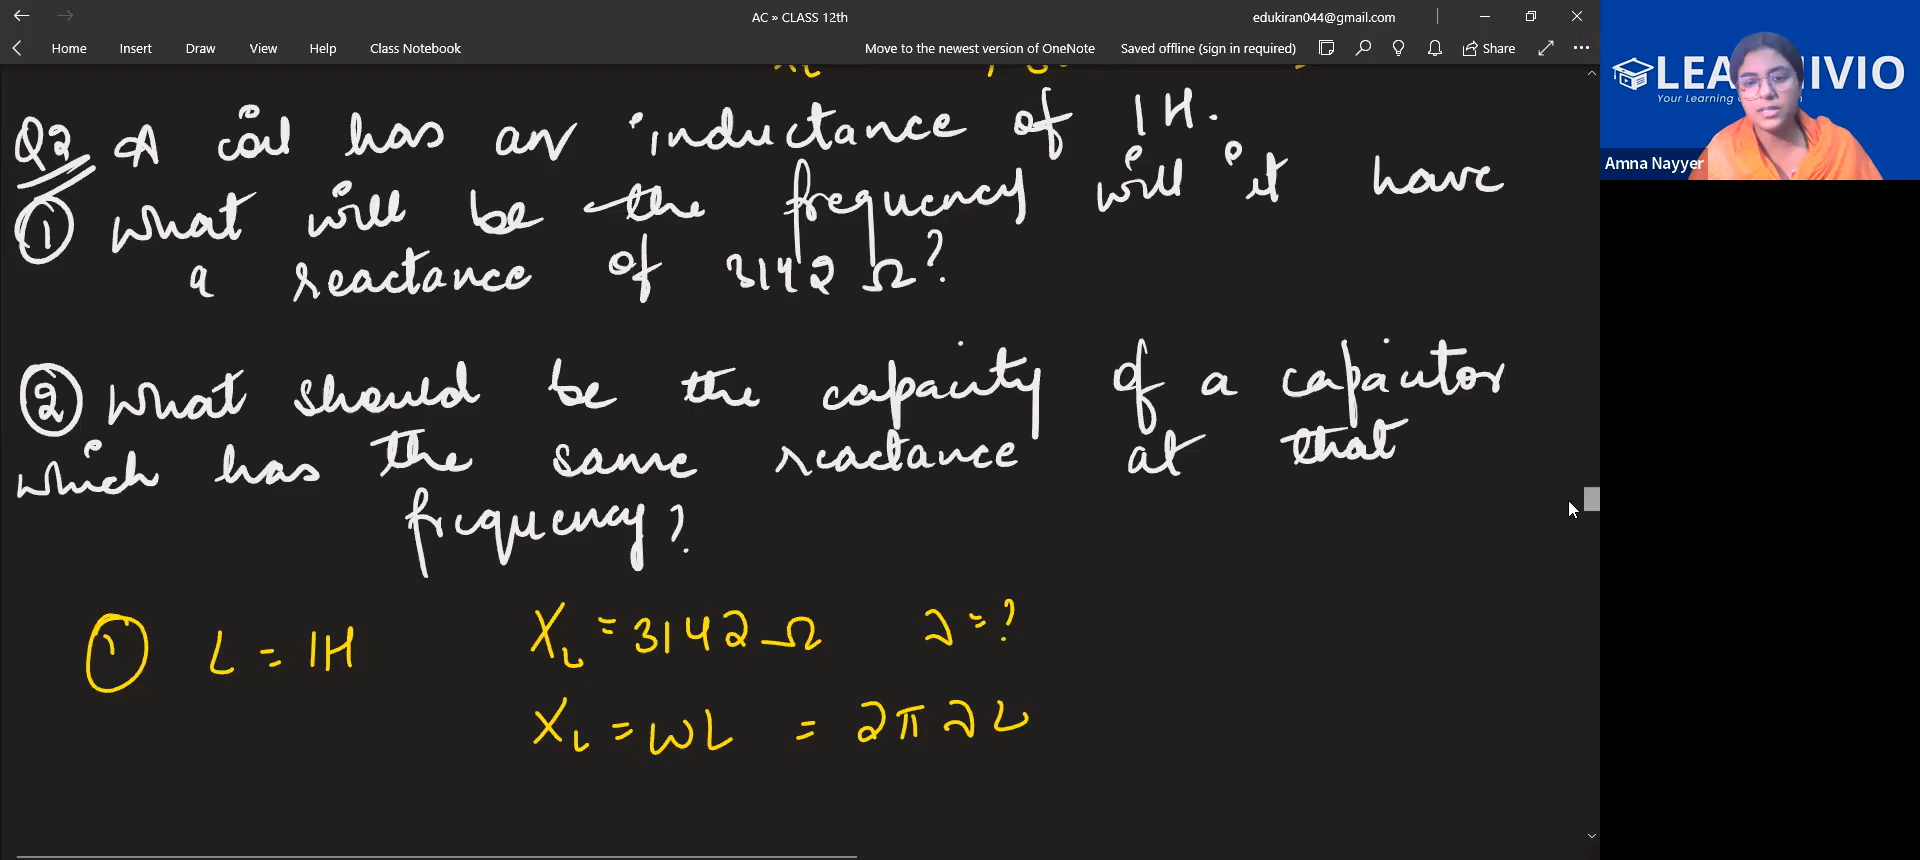 AC » CLASS 12th
edukiran044@gmail.com
Home Insert Draw View Help Class Notebook
Move to the newest version of OneNote Saved offline (sign in required) Share
Q2 A coil has an inductance of 1H.
① What will be the frequency will it have
a reactance of 3142 Ω?
② What should be the capacity of a capacitor
which has the same reactance at that
frequency?
① L = 1H X_L = 3142 Ω ν = ?
X_L = ωL = 2πνL
Your Learning
Amna Nayyer